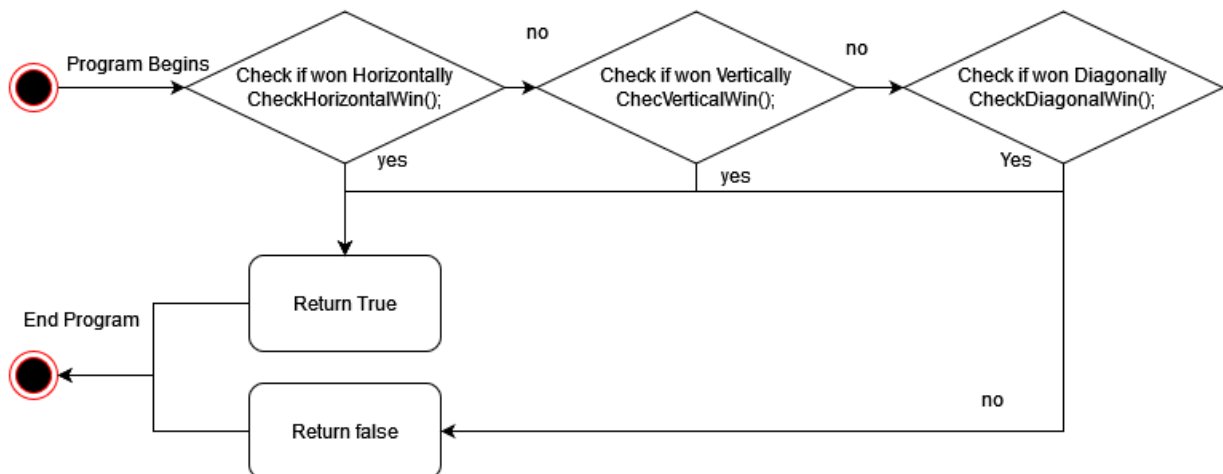 Program Begins
Check if won Horizontally
CheckHorizontalWin();
no
Check if won Vertically
ChecVerticalWin();
no
Check if won Diagonally
CheckDiagonalWin();
yes
yes
Yes
Return True
End Program
Return false
no